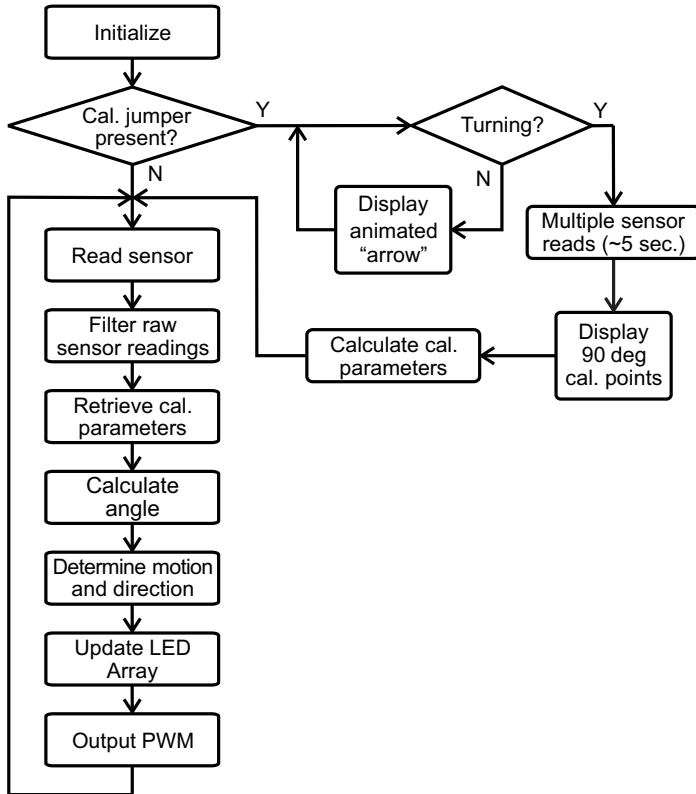 Initialize
Cal. jumper
present?
Y
N
Turning?
Y
N
Display
animated
“arrow”
Multiple sensor
reads (~5 sec.)
Display
90 deg
cal. points
Calculate cal.
parameters
Read sensor
Filter raw
sensor readings
Retrieve cal.
parameters
Calculate
angle
Determine motion
and direction
Update LED
Array
Output PWM